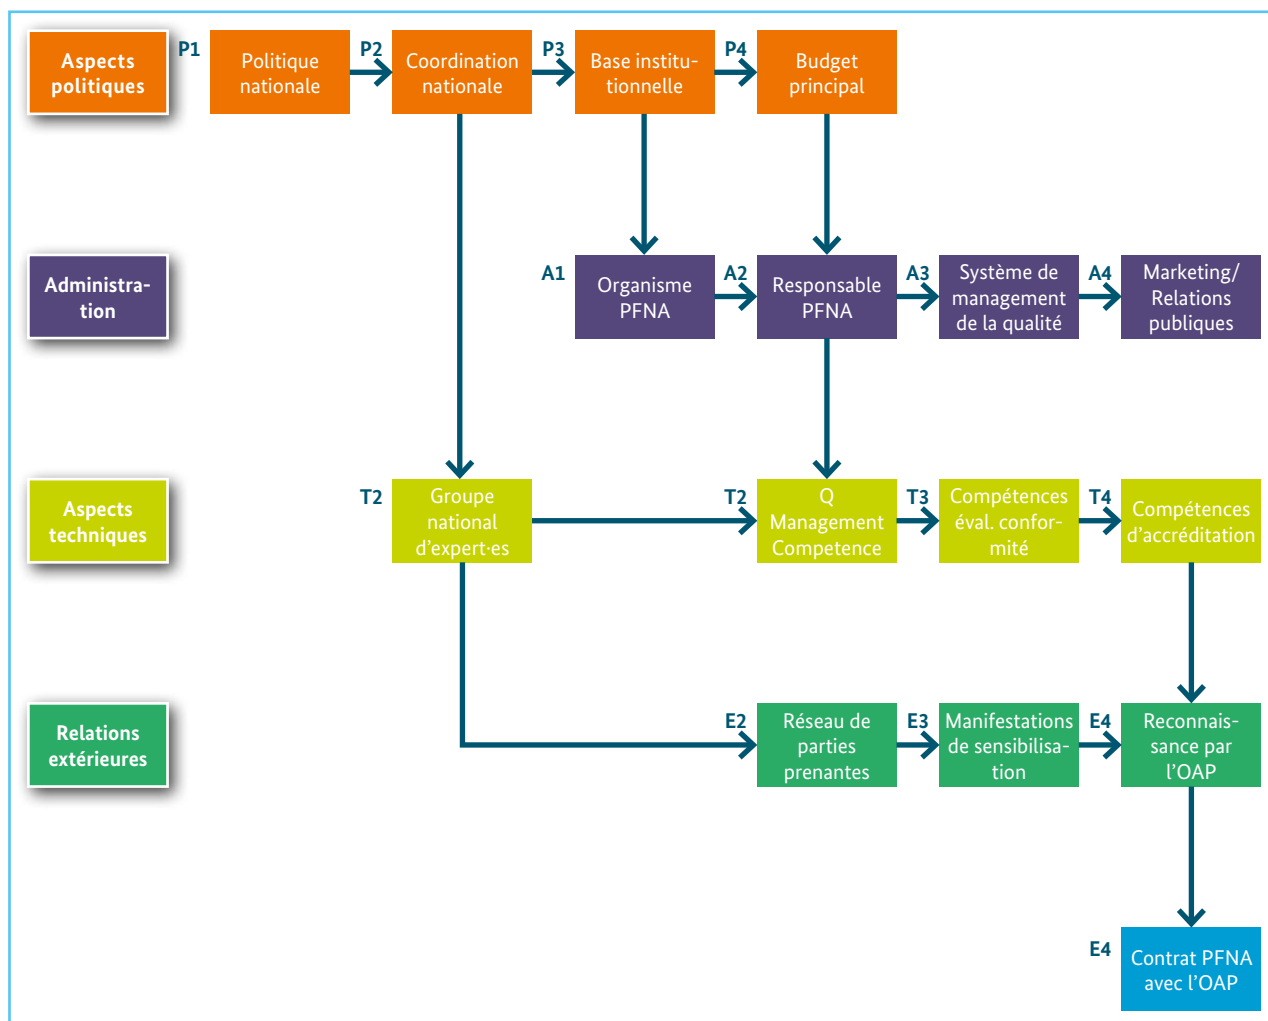 Aspects
politiques
P1
Politique
nationale
P2
Coordination
nationale
P3
Base institu-
tionnelle
P4
Budget
principal
Administra-
tion
A1
Organisme
PFNA
A2
Responsable
PFNA
A3
Système de
management
de la qualité
A4
Marketing/
Relations
publiques
Aspects
techniques
T2
Groupe
national
d’expert·es
T2
Q
Management
Competence
T3
Compétences
éval. confor-
mité
T4
Compétences
d’accréditation
Relations
extérieures
E2
Réseau de
parties
prenantes
E3
Manifestations
de sensibilisa-
tion
E4
Reconnais-
sance par
l’OAP
E4
Contrat PFNA
avec l’OAP